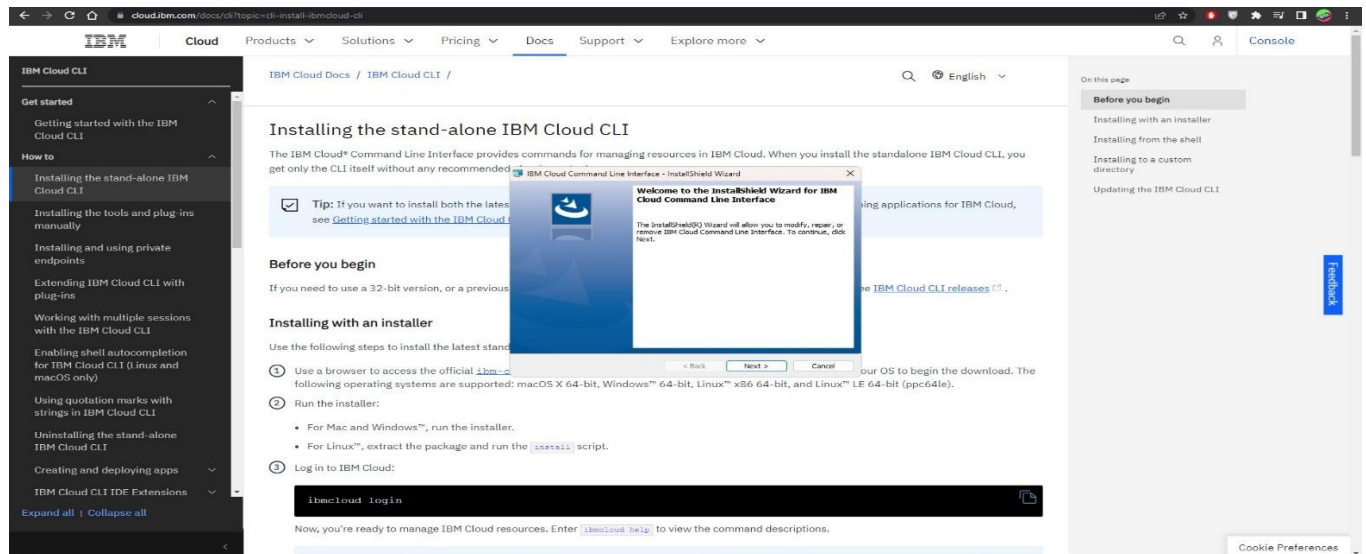 cloud.ibm.com/docs/cli?topic=cli-install-ibmcloud-cli
IBM Cloud Products Solutions Pricing Docs Support Explore more Console
IBM Cloud CLI
Get started
Getting started with the IBM
Cloud CLI
How to
Installing the stand-alone IBM
Cloud CLI
Installing the tools and plug-ins
manually
Installing and using private
endpoints
Extending IBM Cloud CLI with
plug-ins
Working with multiple sessions
with the IBM Cloud CLI
Enabling shell autocompletion
for IBM Cloud CLI (Linux and
macOS only)
Using quotation marks with
strings in IBM Cloud CLI
Uninstalling the stand-alone
IBM Cloud CLI
Creating and deploying apps
IBM Cloud CLI IDE Extensions
Expand all | Collapse all
IBM Cloud Docs / IBM Cloud CLI /
English
Installing the stand-alone IBM Cloud CLI
The IBM Cloud® Command Line Interface provides commands for managing resources in IBM Cloud. When you install the standalone IBM Cloud CLI, you
get only the CLI itself without any recommended
Tip: If you want to install both the lates ing applications for IBM Cloud,
see Getting started with the IBM Cloud
Before you begin
If you need to use a 32-bit version, or a previous ee IBM Cloud CLI releases .
Installing with an installer
Use the following steps to install the latest stand
1 Use a browser to access the official ibm-c our OS to begin the download. The
following operating systems are supported: macOS X 64-bit, Windows™ 64-bit, Linux™ x86 64-bit, and Linux™ LE 64-bit (ppc64le).
2 Run the installer:
• For Mac and Windows™, run the installer.
• For Linux™, extract the package and run the install script.
3 Log in to IBM Cloud:
ibmcloud login
Now, you're ready to manage IBM Cloud resources. Enter ibmcloud help to view the command descriptions.
IBM Cloud Command Line Interface - InstallShield Wizard
Welcome to the InstallShield Wizard for IBM
Cloud Command Line Interface
The InstallShield(R) Wizard will allow you to modify, repair, or
remove IBM Cloud Command Line Interface. To continue, click
Next.
< Back Next > Cancel
On this page
Before you begin
Installing with an installer
Installing from the shell
Installing to a custom
directory
Updating the IBM Cloud CLI
Feedback
Cookie Preferences